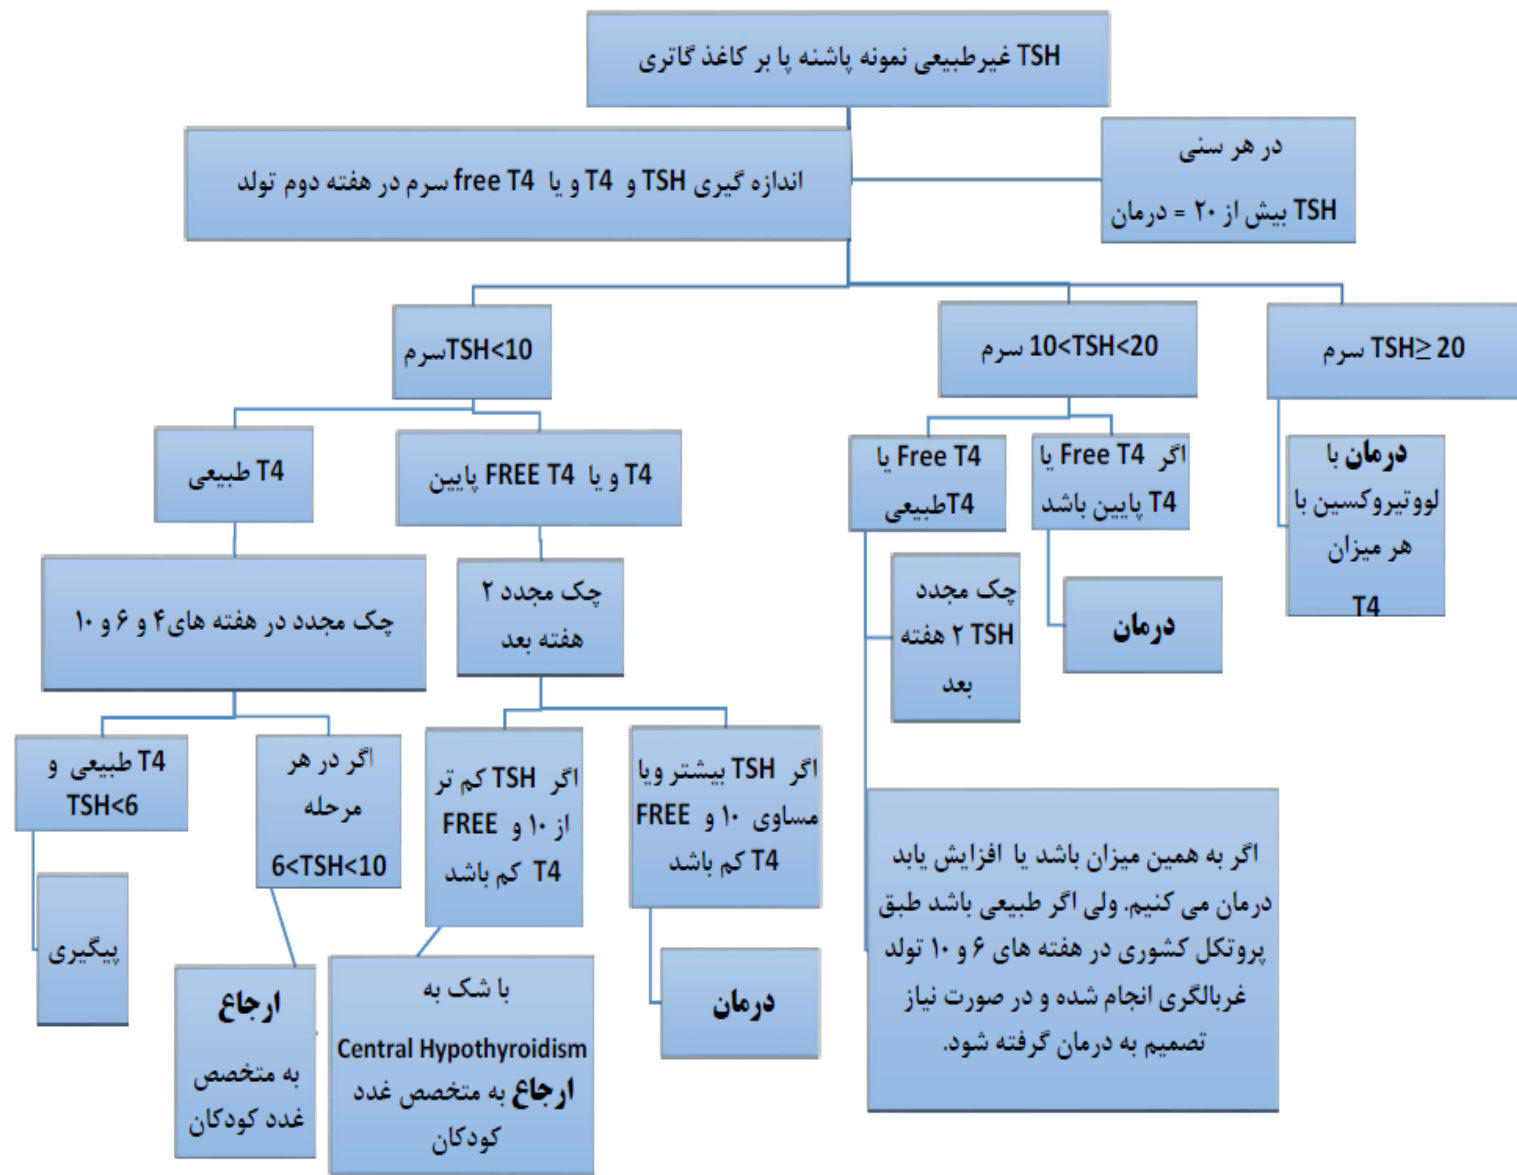 TSH غیرطبیعی نمونه پاشنه پا بر کاغذ گاتری
در هر سنی
TSH بیش از ۲۰ = درمان
اندازه گیری TSH و T4 و یا free T4 سرم در هفته دوم تولد
TSH≥ 20 سرم
10<TSH<20 سرم
TSH<10سرم
درمان با
لووتیروکسین با
هر میزان
T4
اگر Free T4 یا
T4 پایین باشد
Free T4 یا
T4طبیعی
T4 و یا FREE T4 پایین
T4 طبیعی
درمان
چک مجدد
TSH ۲ هفته
بعد
چک مجدد ۲
هفته بعد
چک مجدد در هفته های۴ و ۶ و ۱۰
اگر به همین میزان باشد یا افزایش یابد
درمان می کنیم. ولی اگر طبیعی باشد طبق
پروتکل کشوری در هفته های ۶ و ۱۰ تولد
غربالگری انجام شده و در صورت نیاز
تصمیم به درمان گرفته شود.
اگر TSH بیشتر ویا
مساوی ۱۰ و FREE
T4 کم باشد
اگر TSH کم تر
از ۱۰ و FREE
T4 کم باشد
اگر در هر
مرحله
6<TSH<10
T4 طبیعی و
TSH<6
درمان
با شک به
Central Hypothyroidism
ارجاع به متخصص غدد
کودکان
ارجاع
به متخصص
غدد کودکان
پیگیری